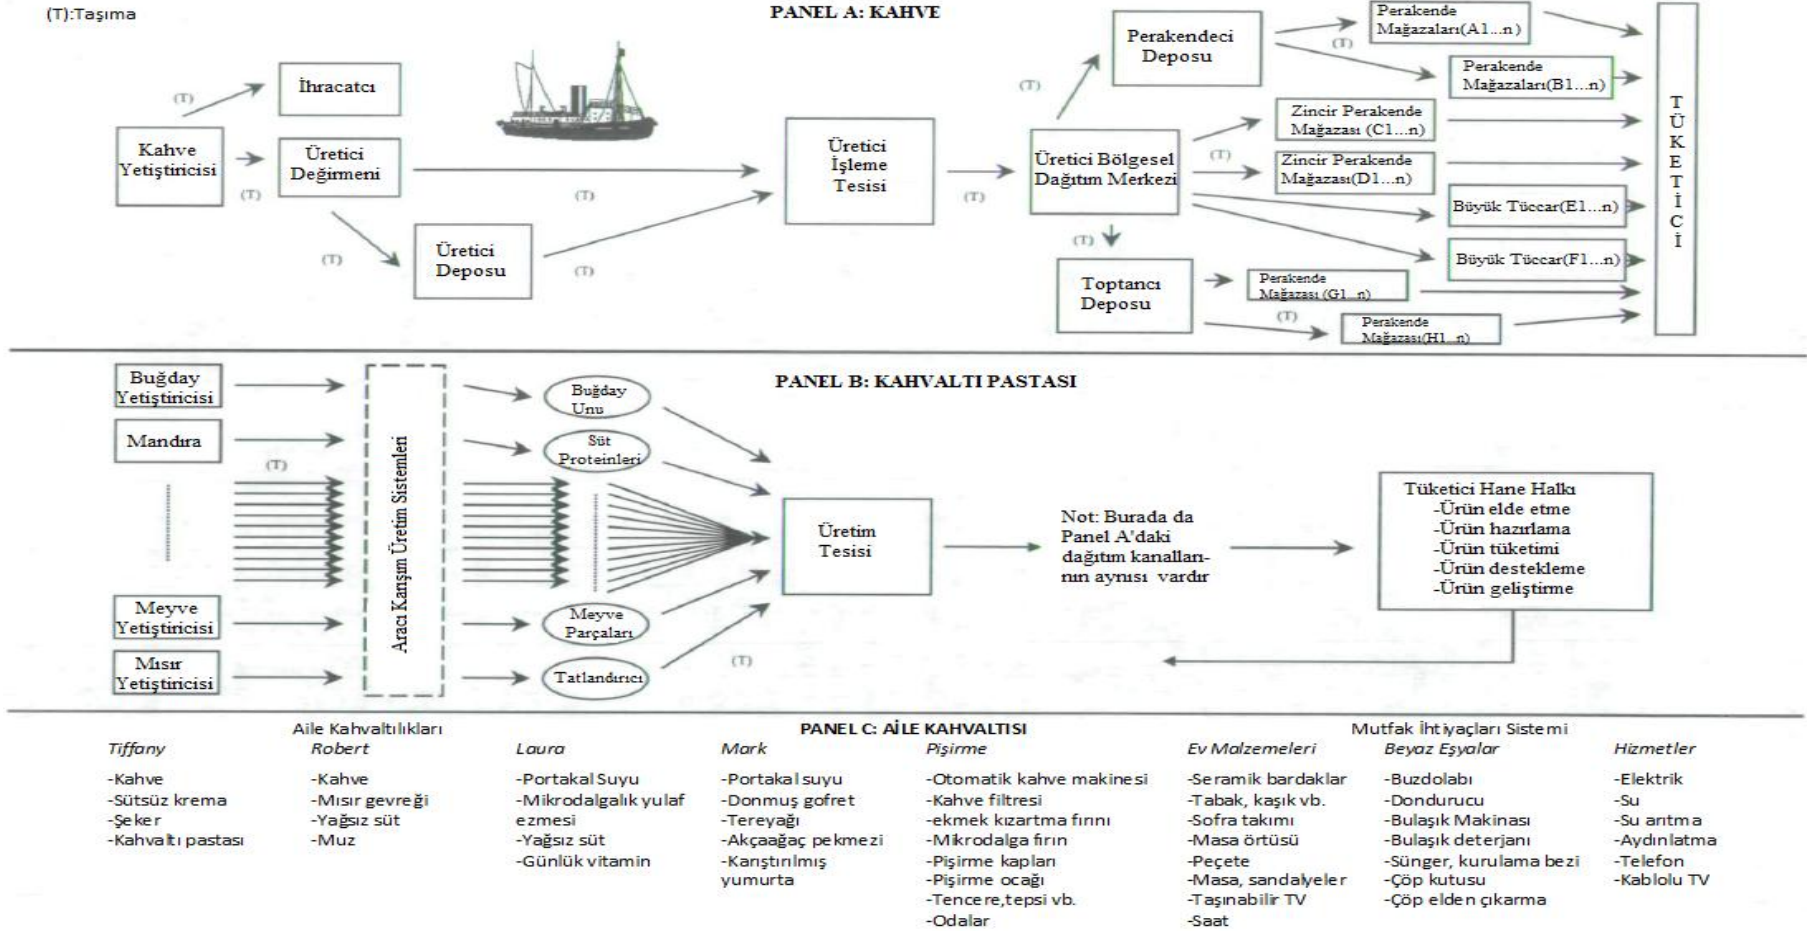 (T):Taşıma
PANEL A: KAHVE
Kahve
Yetiştiricisi
(T)
(T)
İhracatcı
Üretici
Değirmeni
(T)
(T)
Üretici
Deposu
(T)
Üretici
İşleme
Tesisi
(T)
Üretici Bölgesel
Dağıtım Merkezi
(T)
(T)
(T)
Perakendeci
Deposu
(T)
Toptancı
Deposu
(T)
Perakende
Mağazaları(A1...n)
Perakende
Mağazaları(B1...n)
Zincir Perakende
Mağazası (C1...n)
Zincir Perakende
Mağazası(D1...n)
Büyük Tüccar(E1...n)
Büyük Tüccar(F1...n)
Perakende
Mağazası (G1...n)
Perakende
Mağazası(H1...n)
T
Ü
K
E
T
İ
C
İ
PANEL B: KAHVALTI PASTASI
Buğday
Yetiştiricisi
Mandıra
Meyve
Yetiştiricisi
Mısır
Yetiştiricisi
(T)
Aracı Karışım Üretim Sistemleri
Buğday
Unu
Süt
Proteinleri
Meyve
Parçaları
Tatlandırıcı
(T)
Üretim
Tesisi
Not: Burada da
Panel A'daki
dağıtım kanalları-
nın aynısı vardır
Tüketici Hane Halkı
-Ürün elde etme
-Ürün hazırlama
-Ürün tüketimi
-Ürün destekleme
-Ürün geliştirme
PANEL C: AİLE KAHVALTISI
Aile Kahvaltılıkları
Mutfak İhtiyaçları Sistemi
Tiffany
-Kahve
-Sütsüz krema
-Şeker
-Kahvaltı pastası
Robert
-Kahve
-Mısır gevreği
-Yağsız süt
-Muz
Laura
-Portakal Suyu
-Mikrodalgalık yulaf
ezmesi
-Yağsız süt
-Günlük vitamin
Mark
-Portakal suyu
-Donmuş gofret
-Tereyağı
-Akçaağaç pekmezi
-Karıştırılmış
yumurta
Pişirme
-Otomatik kahve makinesi
-Kahve filtresi
-ekmek kızartma fırını
-Mikrodalga fırın
-Pişirme kapları
-Pişirme ocağı
-Tencere,tepsi vb.
-Odalar
Ev Malzemeleri
-Seramik bardaklar
-Tabak, kaşık vb.
-Sofra takımı
-Masa örtüsü
-Peçete
-Masa, sandalyeler
-Taşınabilir TV
-Saat
Beyaz Eşyalar
-Buzdolabı
-Dondurucu
-Bulaşık Makinası
-Bulaşık deterjanı
-Sünger, kurulama bezi
-Çöp kutusu
-Çöp elden çıkarma
Hizmetler
-Elektrik
-Su
-Su arıtma
-Aydınlatma
-Telefon
-Kablolu TV